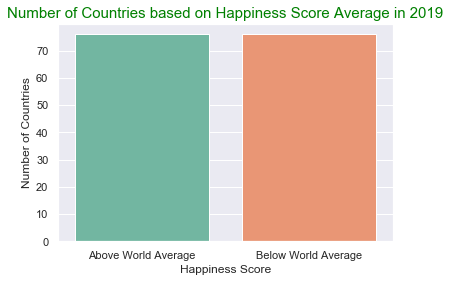 Number of Countries based on Happiness Score Average in 2019
Number of Countries
70
60
50
40
30
20
10
0
Above World Average
Below World Average
Happiness Score